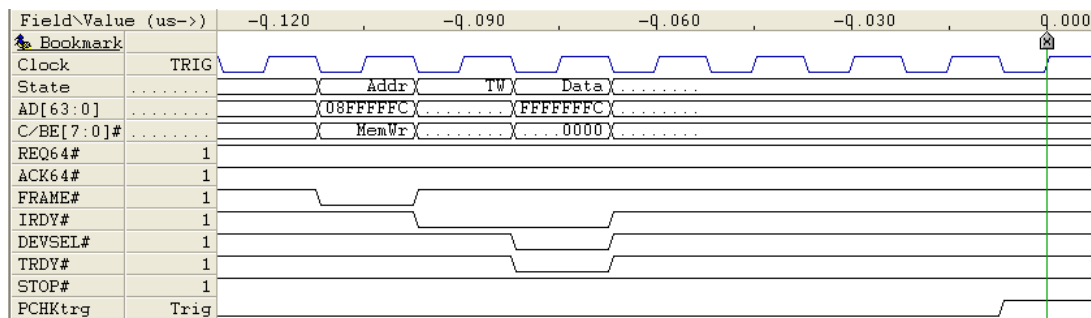 Field\Value (us->) -0.120 -0.090 -0.060 -0.030 0.000
Bookmark
Clock TRIG
State ........ Addr TW Data ........
AD[63:0] ........ 08FFFFFC ........ FFFFFFFC ........
C/BE[7:0]# ........ MemWr ........ ....0000 ........
REQ64# 1
ACK64# 1
FRAME# 1
IRDY# 1
DEVSEL# 1
TRDY# 1
STOP# 1
PCHKtrg Trig